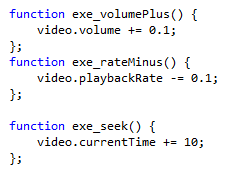 function exe_volumePlus() {
    video.volume += 0.1;
};
function exe_rateMinus() {
    video.playbackRate -= 0.1;
};

function exe_seek() {
    video.currentTime += 10;
};